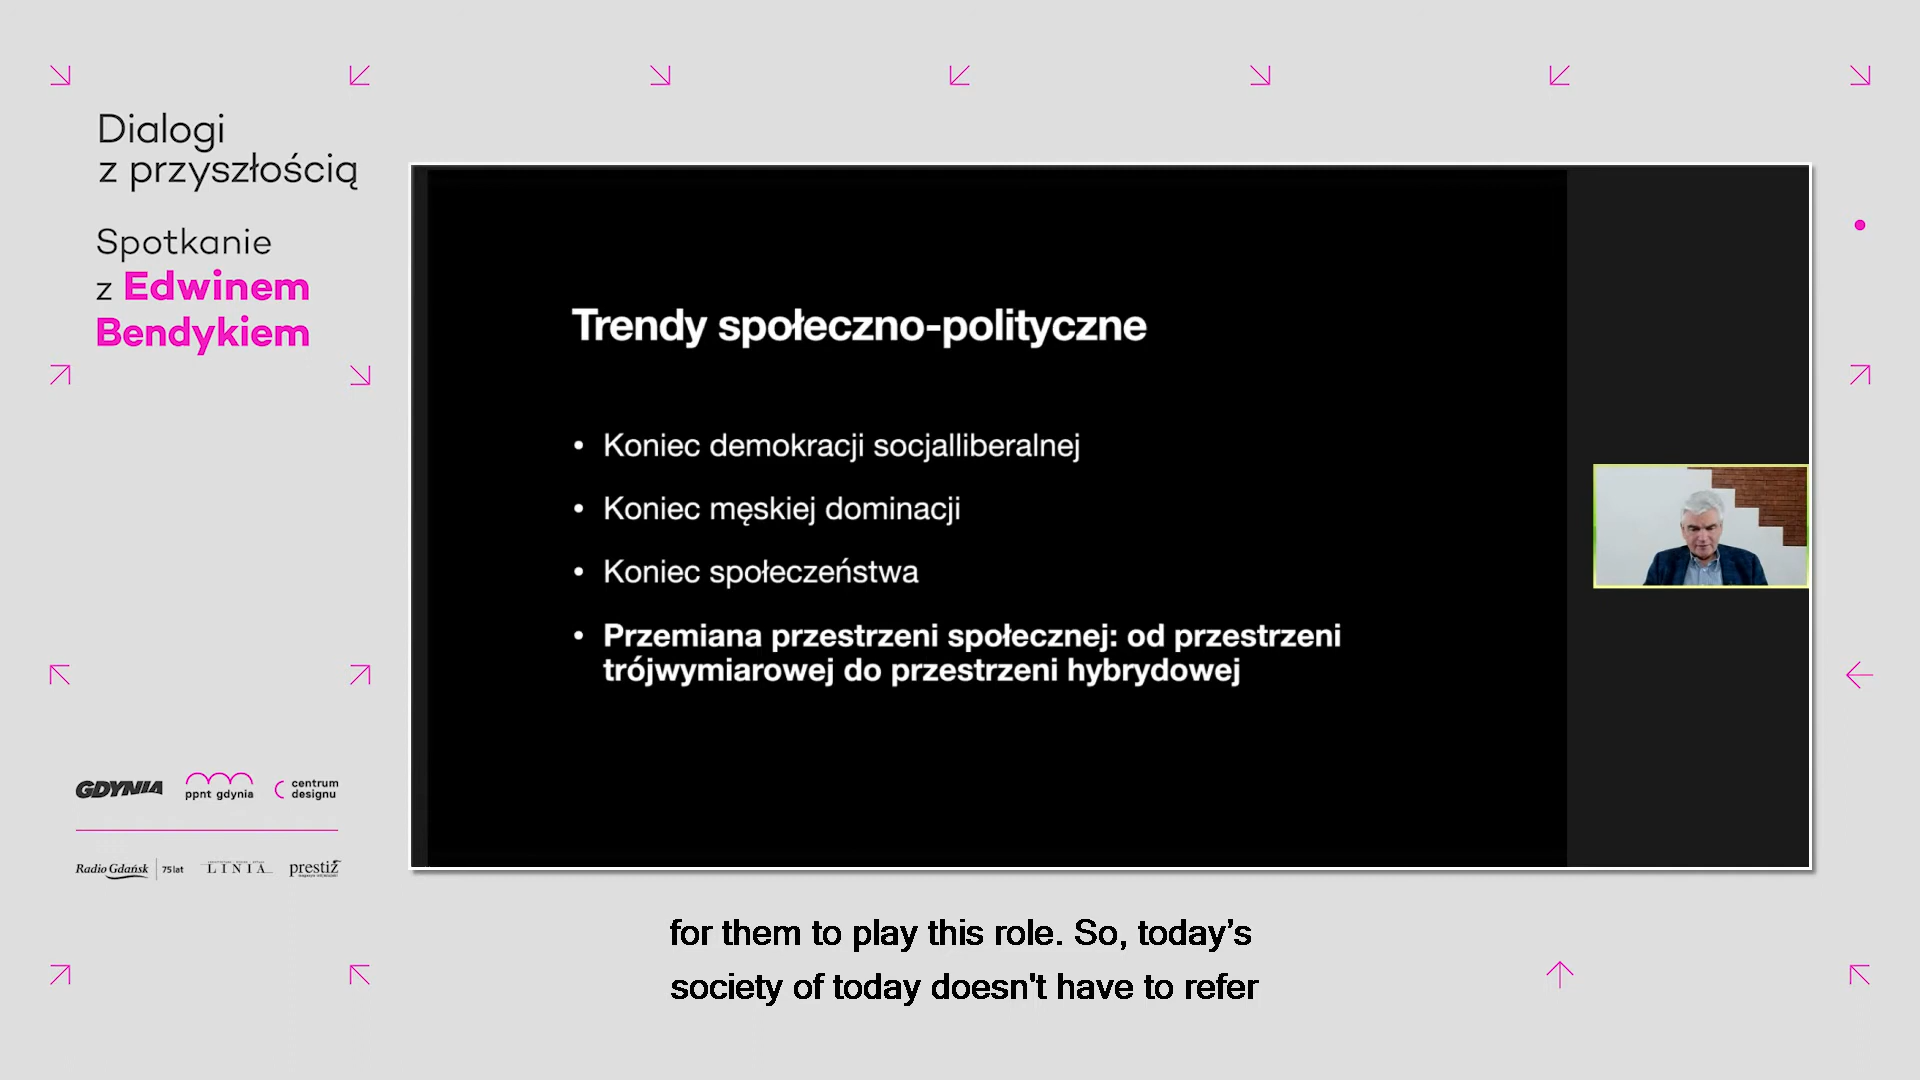 Dialogi
z przyszłością
Spotkanie
z Edwinem
Bendykiem
Trendy społeczno-polityczne
• Koniec demokracji socjalliberalnej
• Koniec męskiej dominacji
• Koniec społeczeństwa
• Przemiana przestrzeni społecznej: od przestrzeni
trójwymiarowej do przestrzeni hybrydowej
GDYNIA
ppnt gdynia
centrum
designu
Radio Gdańsk 75 lat
LINIA
prestiż
for them to play this role. So, today’s
society of today doesn't have to refer